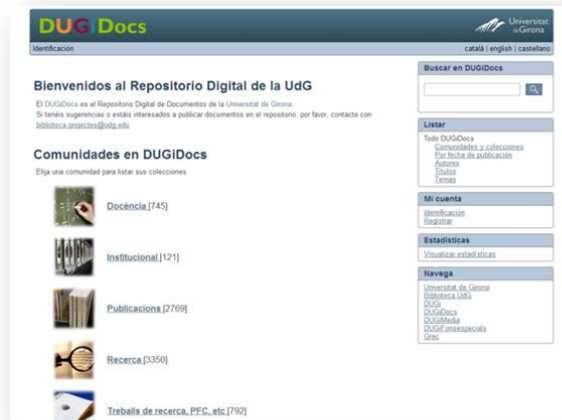 DUGiDocs
Universitat
de Girona
Identificación
català | english | castellano
Bienvenidos al Repositorio Digital de la UdG
El DUGiDocs es el Repositorio Digital de Documentos de la Universitat de Girona.
Si tenéis sugerencias o estáis interesados a publicar documentos en el repositorio, por favor, contacte con
biblioteca.projectes@udg.edu
Comunidades en DUGiDocs
Elija una comunidad para listar sus colecciones
Docència [745]
Institucional [121]
Publicacions [2769]
Recerca [3350]
Treballs de recerca, PFC, etc [792]
Buscar en DUGiDocs
Listar
Todo DUGiDocs
Comunidades y colecciones
Por fecha de publicación
Autores
Títulos
Temas
Mi cuenta
Identificación
Registrar
Estadísticas
Visualizar estadísticas
Navega
Universitat de Girona
Biblioteca UdG
DUGi
DUGiDocs
DUGiMedia
DUGiFonsespecials
Grec